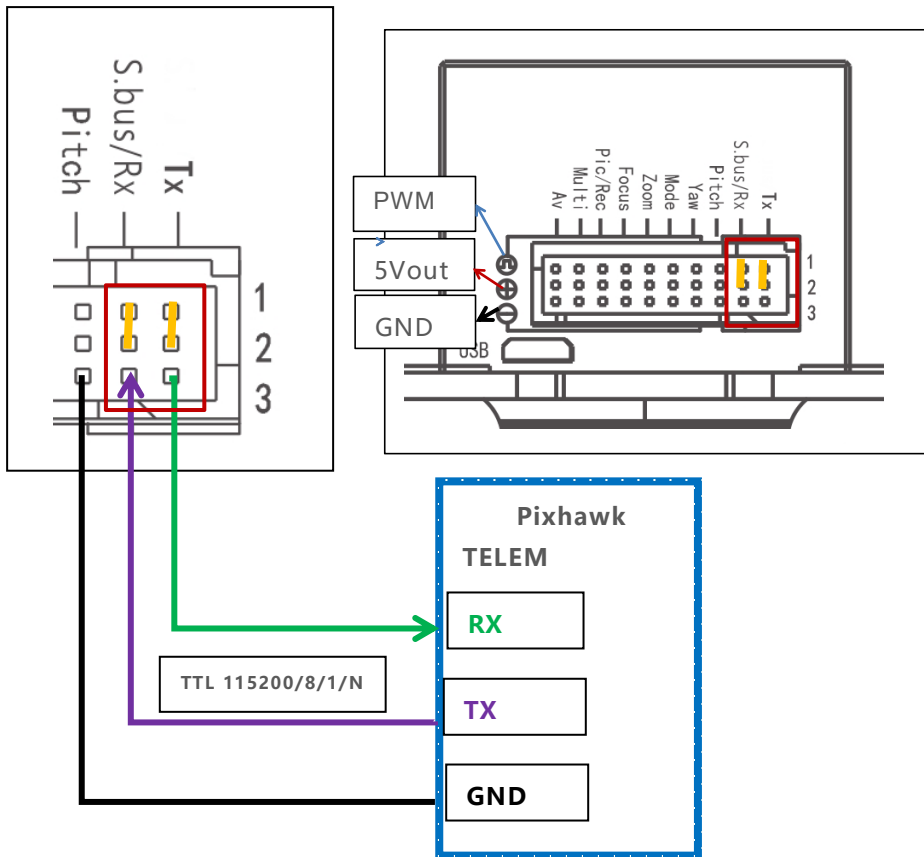 Pitch
S.bus/Rx
Tx
1
2
3
PWM
5Vout
GND
Av
Multi
Pic/Rec
Focus
Zoom
Mode
Yaw
Pitch
S.bus/Rx
Tx
1
2
3
USB
Pixhawk
TELEM
RX
TTL 115200/8/1/N
TX
GND